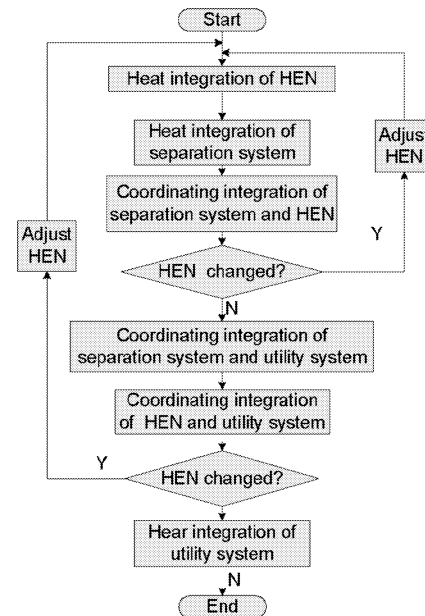 Start
Heat integration of HEN
Heat integration of
separation system
Adjust
HEN
Coordinating integration of
separation system and HEN
Y
Adjust
HEN
HEN changed?
N
Coordinating integration of
separation system and utility system
Coordinating integration
of HEN and utility system
Y
HEN changed?
Hear integration of
utility system
N
End